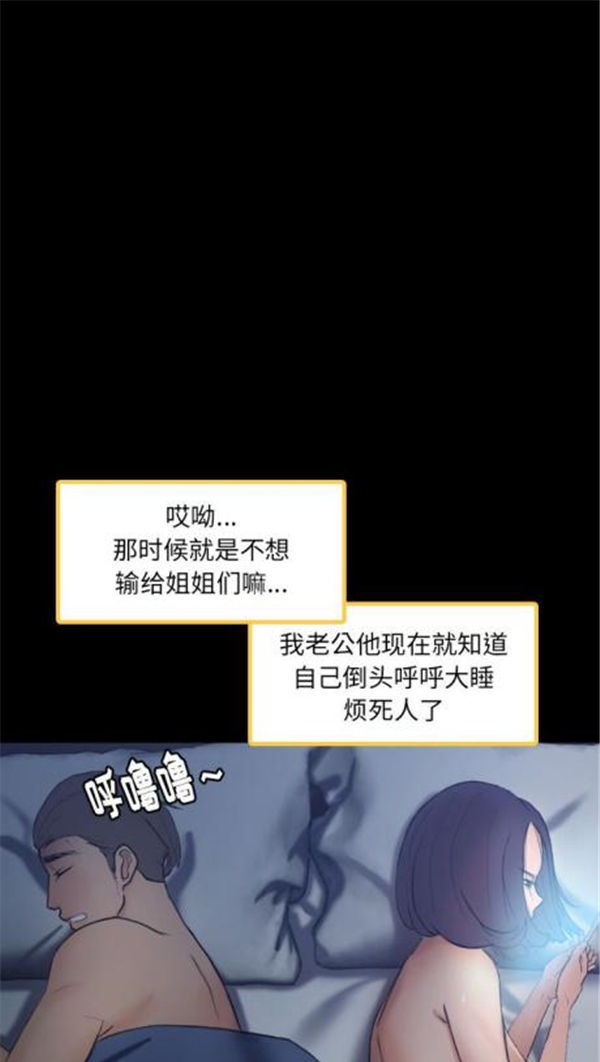 哎呦...
那时候就是不想
输给姐姐们嘛...
我老公他现在就知道
自己倒头呼呼大睡
烦死人了
呼噜噜~